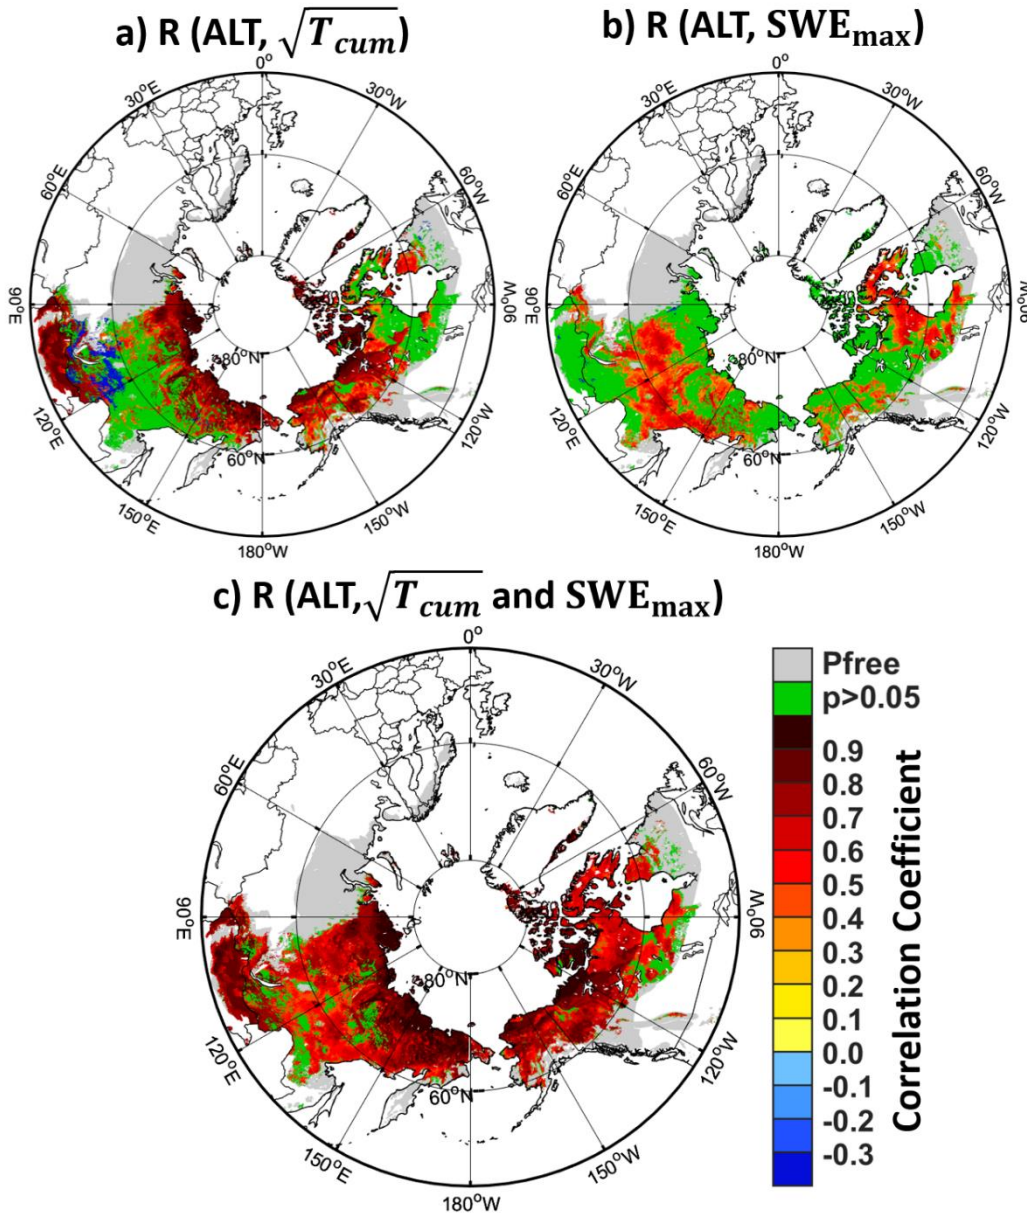 a) R (ALT, √T_cum)
b) R (ALT, SWE_max)
0°
30°W
60°W
90°W
120°W
150°W
180°W
150°E
120°E
90°E
60°E
30°E
80°N
60°N
0°
30°W
60°W
90°W
120°W
150°W
180°W
150°E
120°E
90°E
60°E
30°E
80°N
60°N
c) R (ALT,√T_cum and SWE_max)
0°
30°W
60°W
90°W
120°W
150°W
180°W
150°E
120°E
90°E
60°E
30°E
80°N
60°N
Pfree
p>0.05
0.9
0.8
0.7
0.6
0.5
0.4
0.3
0.2
0.1
0.0
-0.1
-0.2
-0.3
Correlation Coefficient